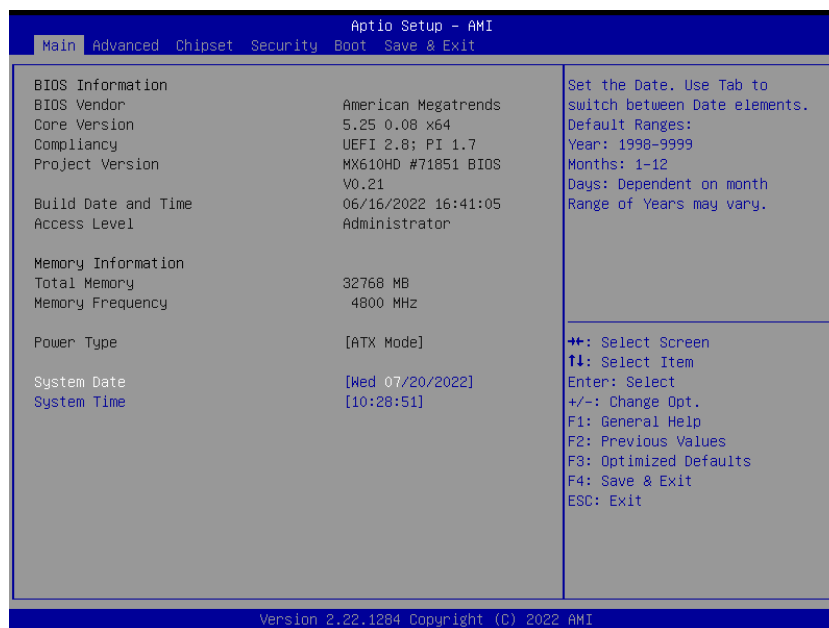 Aptio Setup – AMI
Main Advanced Chipset Security Boot Save & Exit
BIOS Information
BIOS Vendor American Megatrends
Core Version 5.25 0.08 x64
Compliancy UEFI 2.8; PI 1.7
Project Version MX610HD #71851 BIOS
V0.21
Build Date and Time 06/16/2022 16:41:05
Access Level Administrator
Memory Information
Total Memory 32768 MB
Memory Frequency 4800 MHz
Power Type [ATX Mode]
System Date [Wed 07/20/2022]
System Time [10:28:51]
Set the Date. Use Tab to
switch between Date elements.
Default Ranges:
Year: 1998-9999
Months: 1-12
Days: Dependent on month
Range of Years may vary.
→←: Select Screen
↑↓: Select Item
Enter: Select
+/-: Change Opt.
F1: General Help
F2: Previous Values
F3: Optimized Defaults
F4: Save & Exit
ESC: Exit
Version 2.22.1284 Copyright (C) 2022 AMI